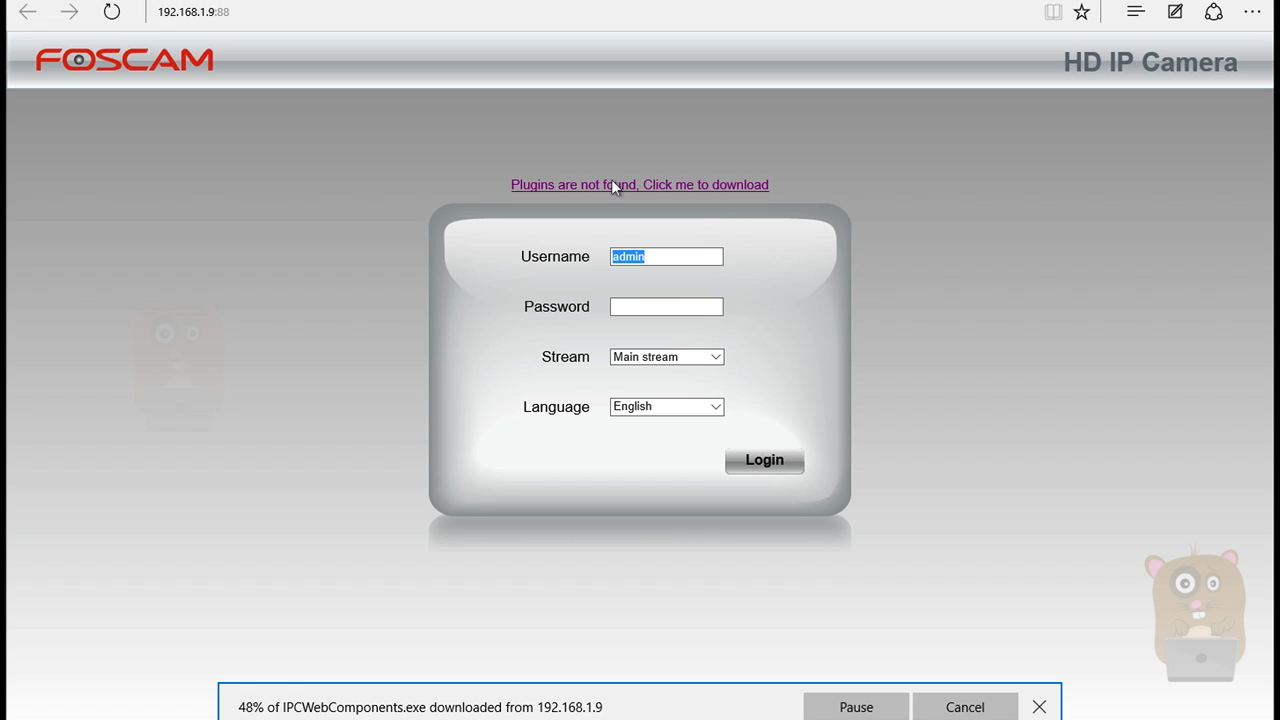 192.168.1.9:88
FOSCAM
HD IP Camera
Plugins are not found, Click me to download
Username admin
Password
Stream Main stream
Language English
Login
48% of IPCWebComponents.exe downloaded from 192.168.1.9 Pause Cancel